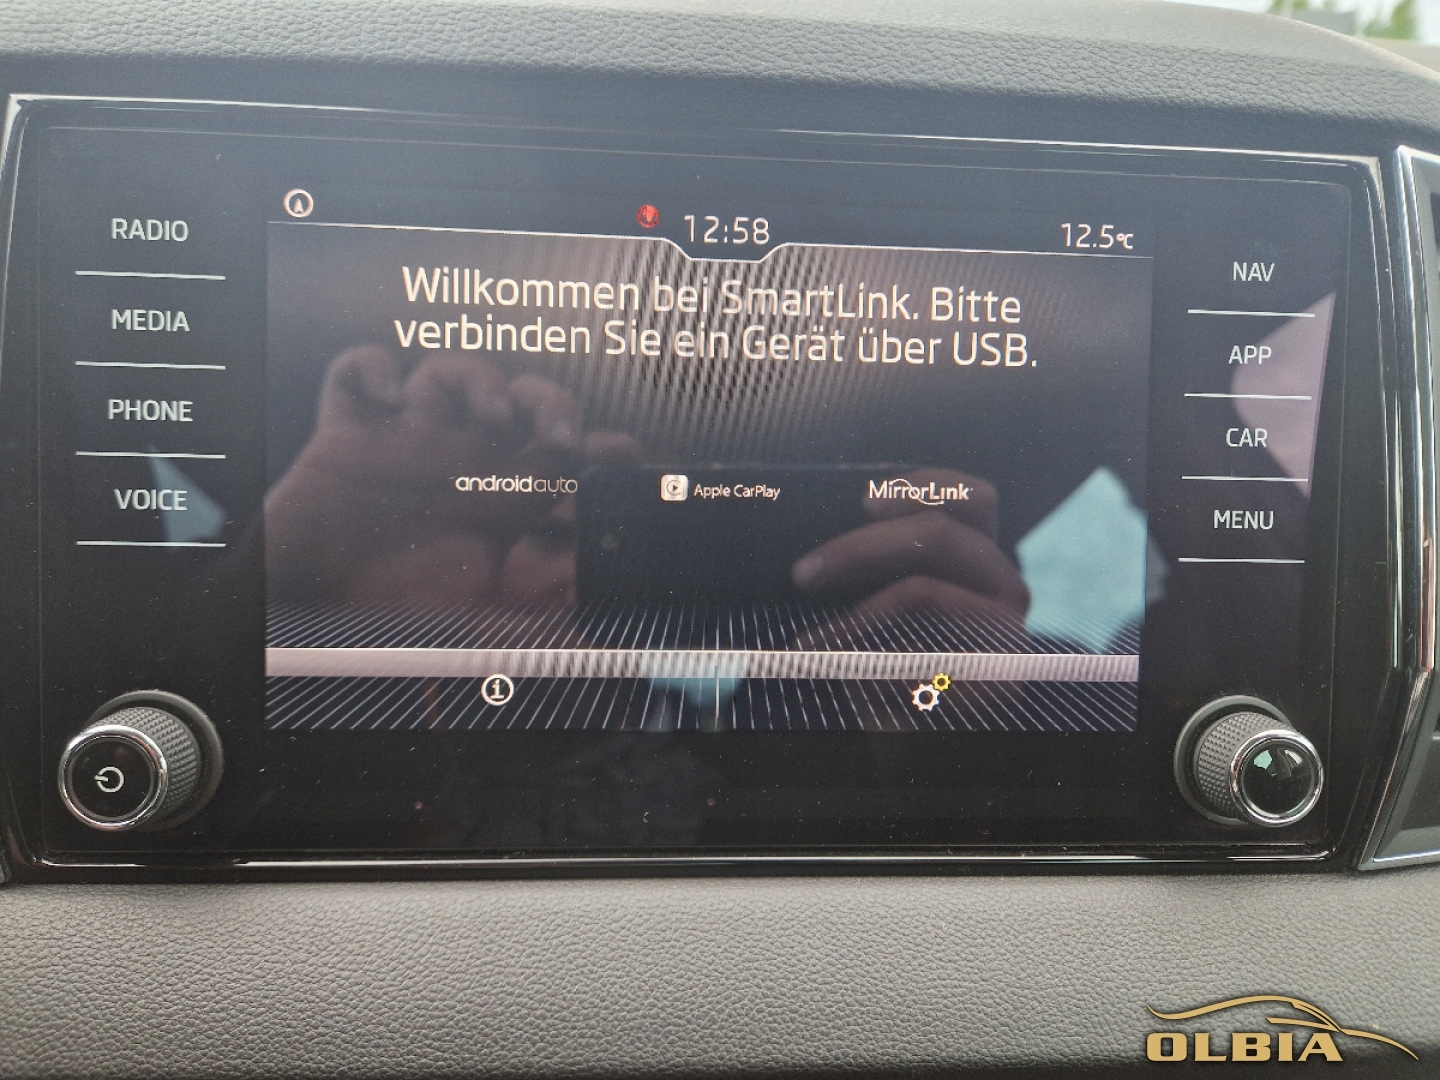 RADIO
MEDIA
PHONE
VOICE
12:58
12.5°C
Willkommen bei SmartLink. Bitte
verbinden Sie ein Gerät über USB.
androidauto
Apple CarPlay
MirrorLink
NAV
APP
CAR
MENU
OLBIA